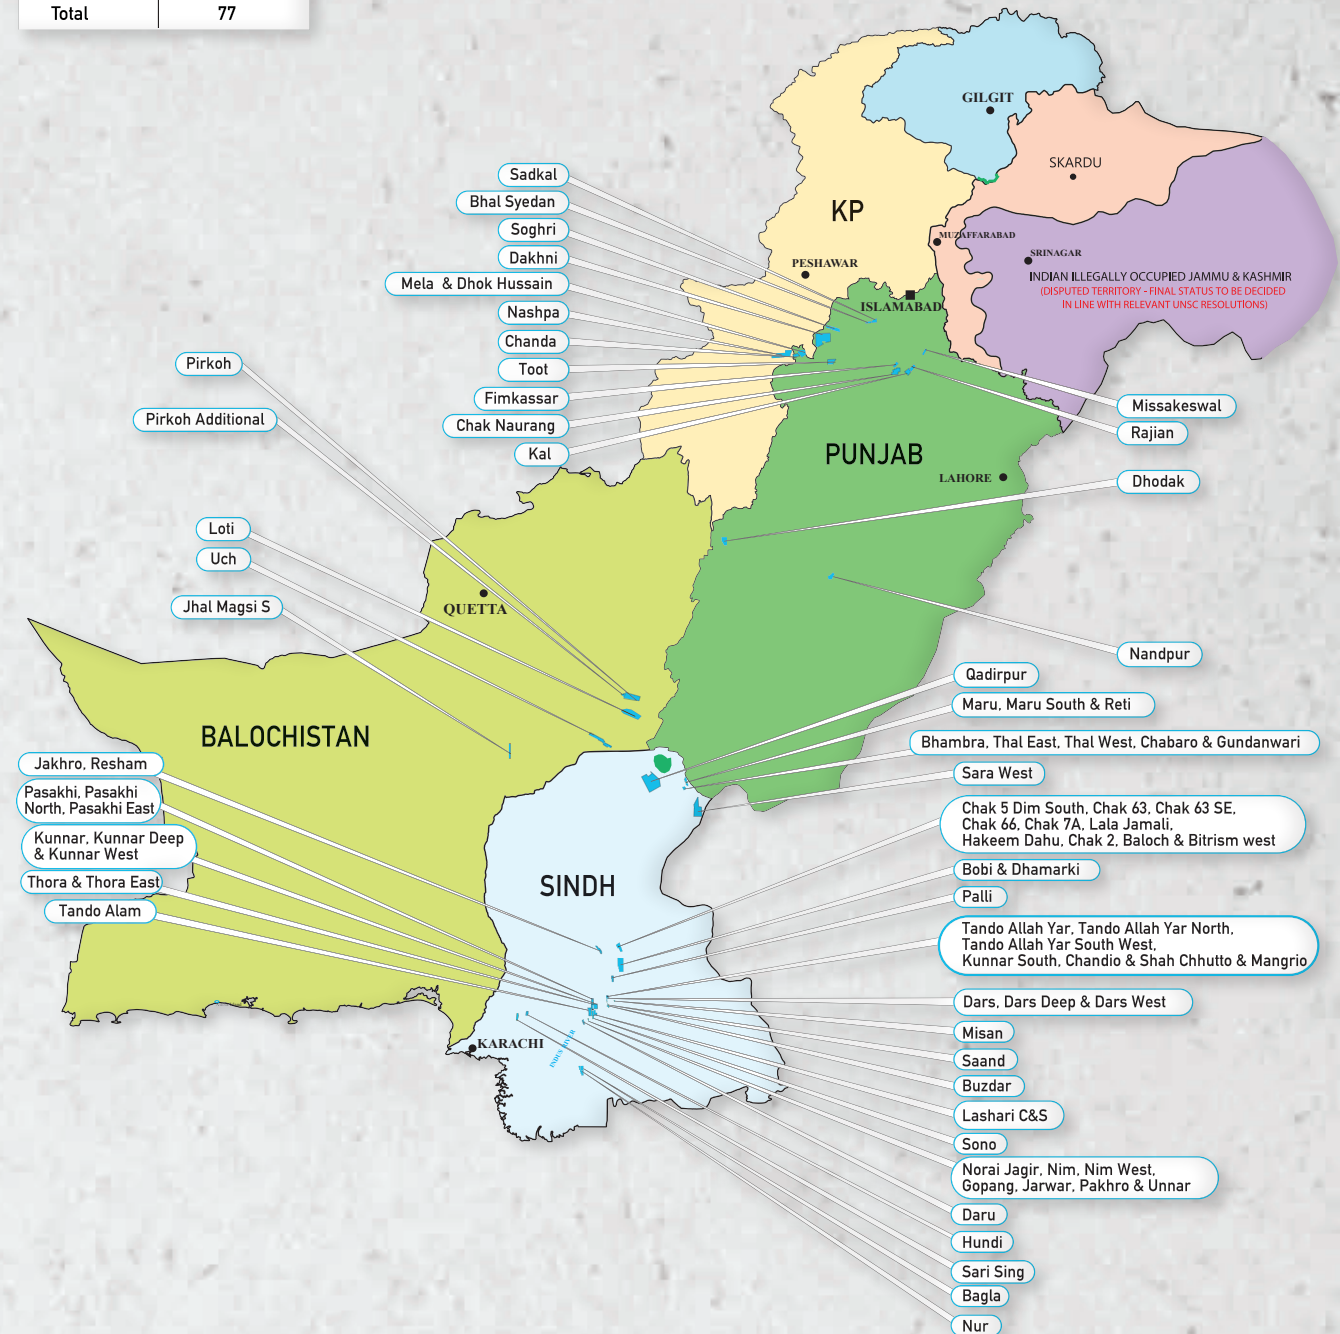 Total 77
GILGIT
SKARDU
Sadkal
Bhal Syedan
KP
Soghri
MUZAFFARABAD
Dakhni
SRINAGAR
PESHAWAR
INDIAN ILLEGALLY OCCUPIED JAMMU & KASHMIR
(DISPUTED TERRITORY - FINAL STATUS TO BE DECIDED
IN LINE WITH RELEVANT UNSC RESOLUTIONS)
Mela & Dhok Hussain
ISLAMABAD
Nashpa
Chanda
Pirkoh
Toot
Fimkassar
Missakeswal
Pirkoh Additional
Chak Naurang
Rajian
Kal
PUNJAB
LAHORE
Dhodak
Loti
Uch
Jhal Magsi S
QUETTA
Nandpur
Qadirpur
Maru, Maru South & Reti
BALOCHISTAN
Bhambra, Thal East, Thal West, Chabaro & Gundanwari
Jakhro, Resham
Sara West
Pasakhi, Pasakhi
North, Pasakhi East
Chak 5 Dim South, Chak 63, Chak 63 SE,
Chak 66, Chak 7A, Lala Jamali,
Hakeem Dahu, Chak 2, Baloch & Bitrism west
Kunnar, Kunnar Deep
& Kunnar West
Bobi & Dhamarki
Thora & Thora East
SINDH
Palli
Tando Alam
Tando Allah Yar, Tando Allah Yar North,
Tando Allah Yar South West,
Kunnar South, Chandio & Shah Chhutto & Mangrio
Dars, Dars Deep & Dars West
Misan
KARACHI
INDUS RIVER
Saand
Buzdar
Lashari C&S
Sono
Norai Jagir, Nim, Nim West,
Gopang, Jarwar, Pakhro & Unnar
Daru
Hundi
Sari Sing
Bagla
Nur